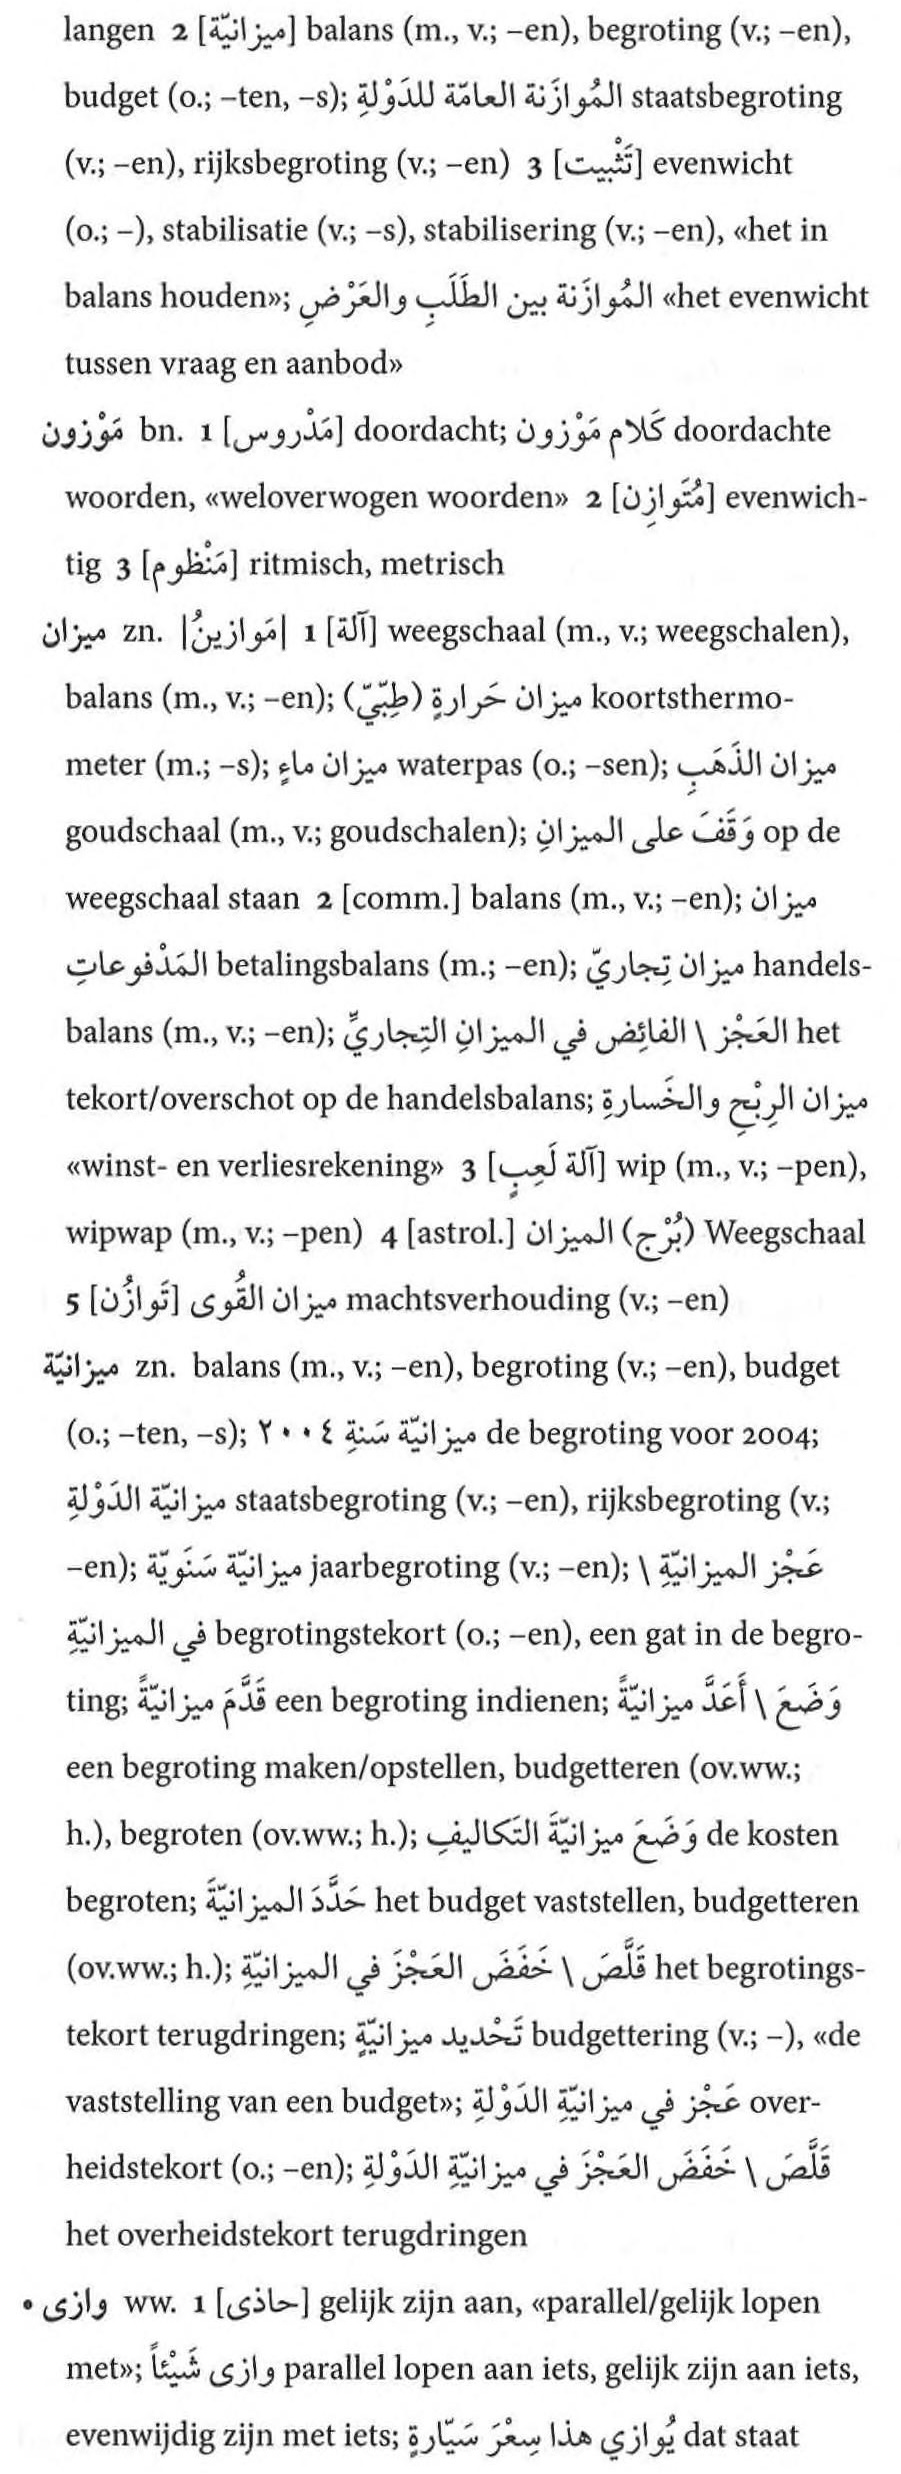 langen 2 [ميزانيّة] balans (m., v.; –en), begroting (v.; –en),
budget (o.; –ten, –s); المُوازَنة العامّة للدَوْلةِ staatsbegroting
(v.; –en), rijksbegroting (v.; –en) 3 [تَثْبيت] evenwicht
(o.; –), stabilisatie (v.; –s), stabilisering (v.; –en), «het in
balans houden»; المُوازَنة بين الطَلَبِ والعَرْضِ «het evenwicht
tussen vraag en aanbod»
مَوْزون bn. 1 [مَدْروس] doordacht; كَلام مَوْزون doordachte
woorden, «weloverwogen woorden» 2 [مُتَوازِن] evenwich-
tig 3 [مَنْظوم] ritmisch, metrisch
ميزان zn. |مَوازينُ| 1 [آلة] weegschaal (m., v.; weegschalen),
balans (m., v.; –en); ميزان حَرارةٍ (طِبّيّ) koortsthermo-
meter (m.; –s); ميزان ماءٍ waterpas (o.; –sen); ميزان الذَهَبِ
goudschaal (m., v.; goudschalen); وَقَفَ على الميزانِ op de
weegschaal staan 2 [comm.] balans (m., v.; –en); ميزان
المَدْفوعاتِ betalingsbalans (m.; –en); ميزان تِجاريّ handels-
balans (m., v.; –en); العَجْز \ الفائِض في الميزانِ التِجاريِّ het
tekort/overschot op de handelsbalans; ميزان الرِبْحِ والخَسارةِ
«winst- en verliesrekening» 3 [آلة لَعِبٍ] wip (m., v.; –pen),
wipwap (m., v.; –pen) 4 [astrol.] (بُرْج) الميزان Weegschaal
5 [تَوازُن] ميزان القُوى machtsverhouding (v.; –en)
ميزانيّة zn. balans (m., v.; –en), begroting (v.; –en), budget
(o.; –ten, –s); ميزانيّة سَنةِ ٢٠٠٤ de begroting voor 2004;
ميزانيّة الدَوْلةِ staatsbegroting (v.; –en), rijksbegroting (v.;
–en); ميزانيّة سَنَويّة jaarbegroting (v.; –en); عَجْز الميزانيّةِ \
في الميزانيّةِ begrotingstekort (o.; –en), een gat in de begro-
ting; قَدَّمَ ميزانيّةً een begroting indienen; وَضَعَ \ أَعَدَّ ميزانيّةً
een begroting maken/opstellen, budgetteren (ov.ww.;
h.), begroten (ov.ww.; h.); وَضَعَ ميزانيّةَ التَكاليفِ de kosten
begroten; حَدَّدَ الميزانيّةَ het budget vaststellen, budgetteren
(ov.ww.; h.); قَلَّصَ \ خَفَضَ العَجْزَ في الميزانيّةِ het begrotings-
tekort terugdringen; تَحْديد ميزانيّةٍ budgettering (v.; –), «de
vaststelling van een budget»; عَجْز في ميزانيّةِ الدَوْلةِ over-
heidstekort (o.; –en); قَلَّصَ \ خَفَضَ العَجْزَ في ميزانيّةِ الدَوْلةِ
het overheidstekort terugdringen
• وازى ww. 1 [حاذى] gelijk zijn aan, «parallel/gelijk lopen
met»; وازى شَيْئاً parallel lopen aan iets, gelijk zijn aan iets,
evenwijdig zijn met iets; يُوازي هذا سِعْرَ سَيّارةٍ dat staat